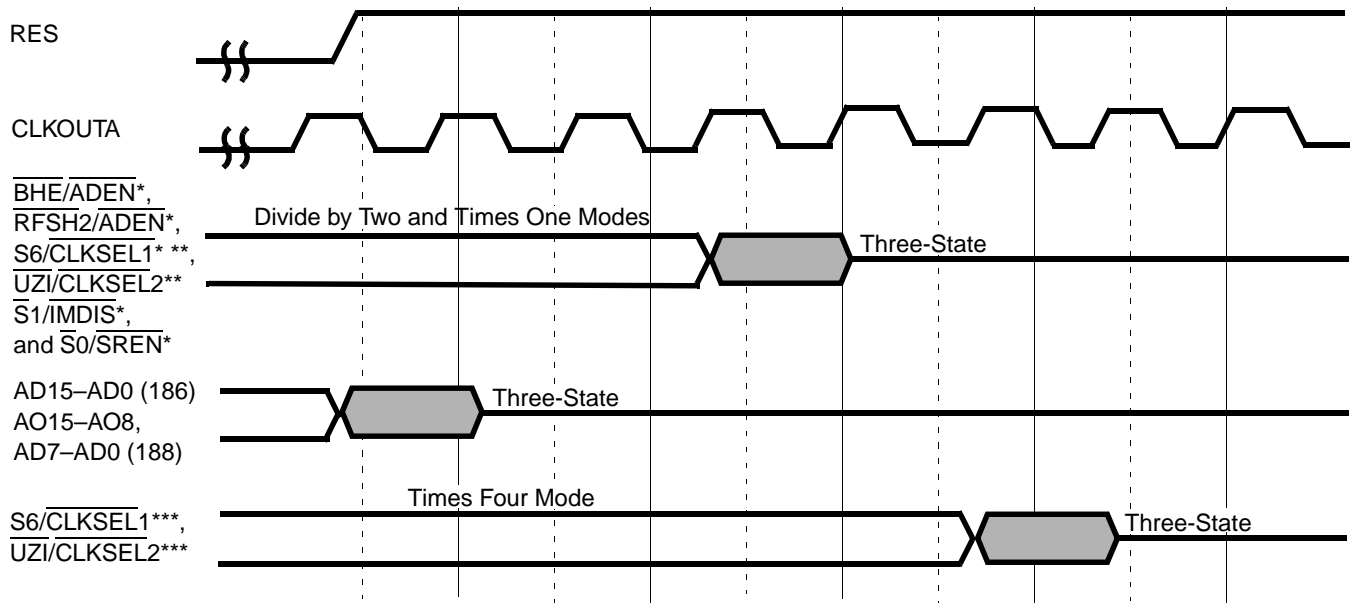 RES
CLKOUTA
BHE/ADEN*,
RFSH2/ADEN*,
S6/CLKSEL1* **,
UZI/CLKSEL2**
S1/IMDIS*,
and S0/SREN*
Divide by Two and Times One Modes
Three-State
AD15–AD0 (186)
AO15–AO8,
AD7–AD0 (188)
Three-State
Times Four Mode
S6/CLKSEL1***,
UZI/CLKSEL2***
Three-State